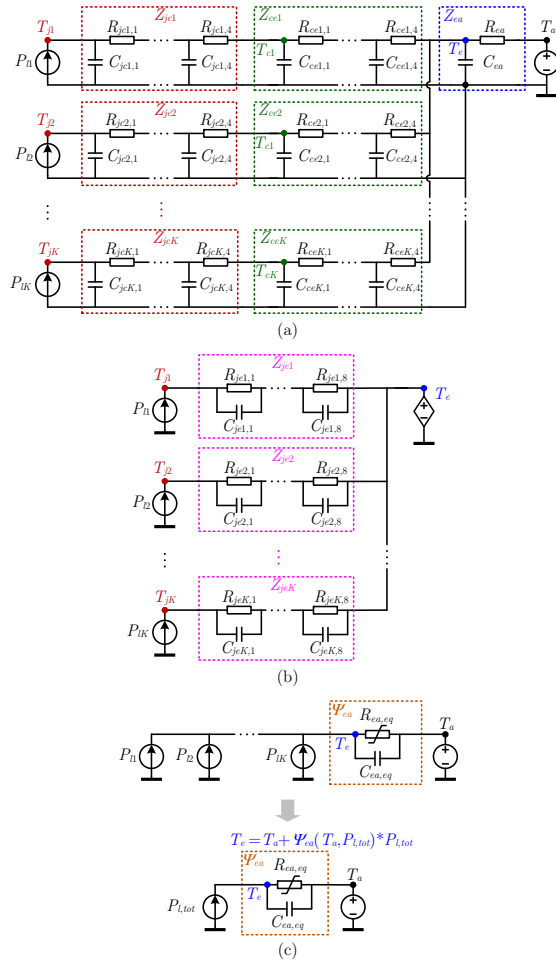 Z_jc1 Z_ce1 Z_ea
T_j1 R_jc1,1 R_jc1,4 R_ce1,1 R_ce1,4 R_ea T_a
T_c1 T_e
P_l1 C_jc1,1 C_jc1,4 C_ce1,1 C_ce1,4 C_ea
Z_jc2 Z_ce2
T_j2 R_jc2,1 R_jc2,4 R_ce2,1 R_ce2,4
T_c1
P_l2 C_jc2,1 C_jc2,4 C_ce2,1 C_ce2,4
Z_jcK Z_ceK
T_jK R_jcK,1 R_jcK,4 R_ceK,1 R_ceK,4
T_cK
P_lK C_jcK,1 C_jcK,4 C_ceK,1 C_ceK,4
(a)
Z_je1
T_j1 R_je1,1 R_je1,8 T_e
P_l1 C_je1,1 C_je1,8
Z_je2
T_j2 R_je2,1 R_je2,8
P_l2 C_je2,1 C_je2,8
Z_jeK
T_jK R_jeK,1 R_jeK,8
P_lK C_jeK,1 C_jeK,8
(b)
Ψ_ea R_ea,eq T_a
T_e
P_l1 P_l2 P_lK C_ea,eq
T_e = T_a + Ψ_ea(T_a, P_l,tot)*P_l,tot
Ψ_ea R_ea,eq T_a
T_e
P_l,tot C_ea,eq
(c)